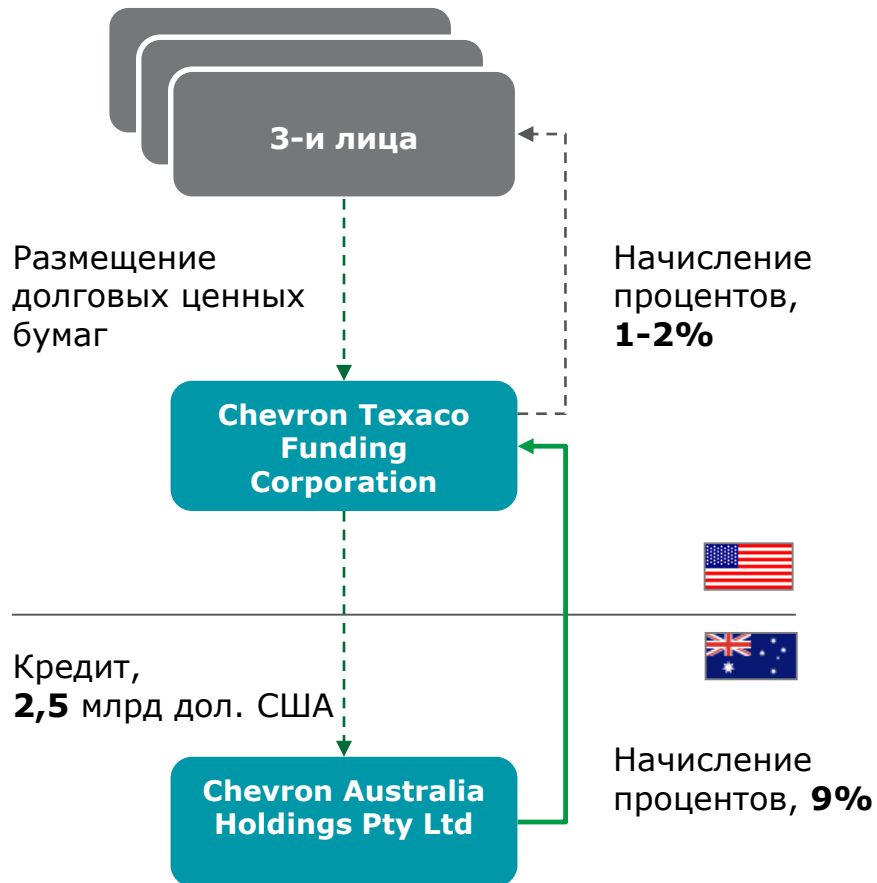 3-и лица
Размещение
долговых ценных
бумаг
Начисление
процентов,
1-2%
Chevron Texaco
Funding
Corporation
Кредит,
2,5 млрд дол. США
Chevron Australia
Holdings Pty Ltd
Начисление
процентов, 9%